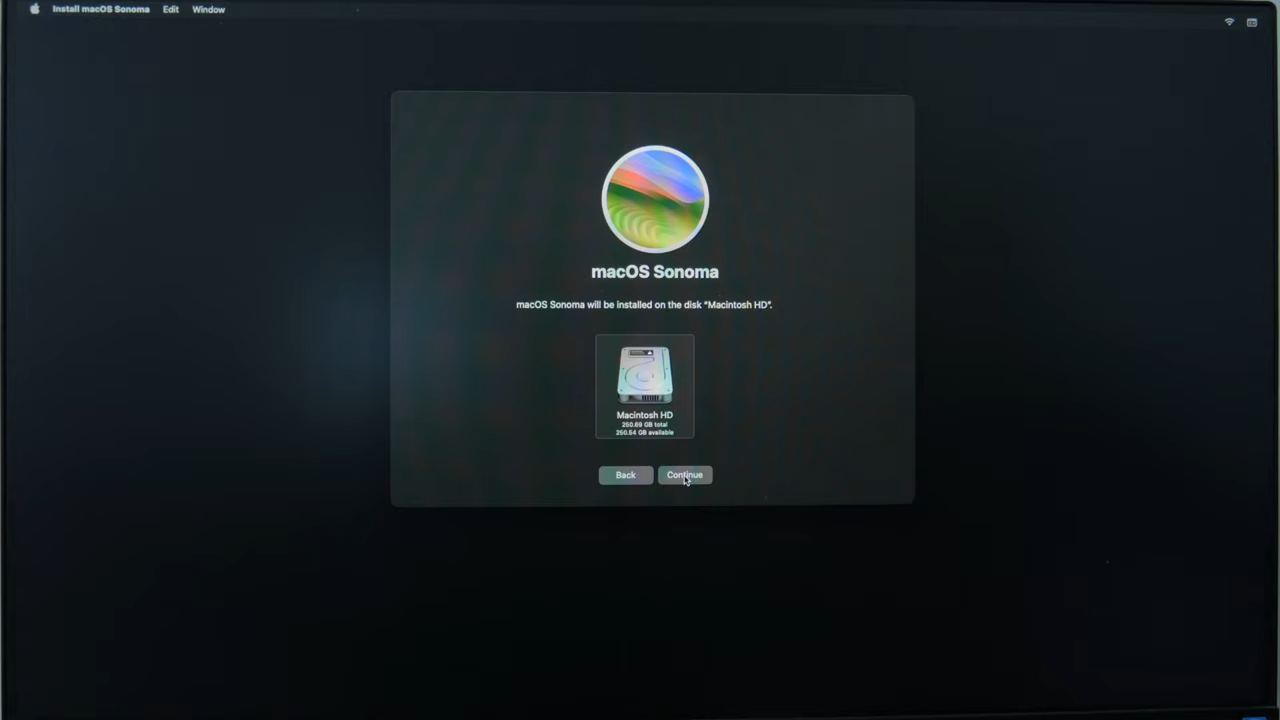 Install macOS Sonoma Edit Window
macOS Sonoma
macOS Sonoma will be installed on the disk “Macintosh HD”.
Macintosh HD
250.69 GB total
250.54 GB available
Back Continue